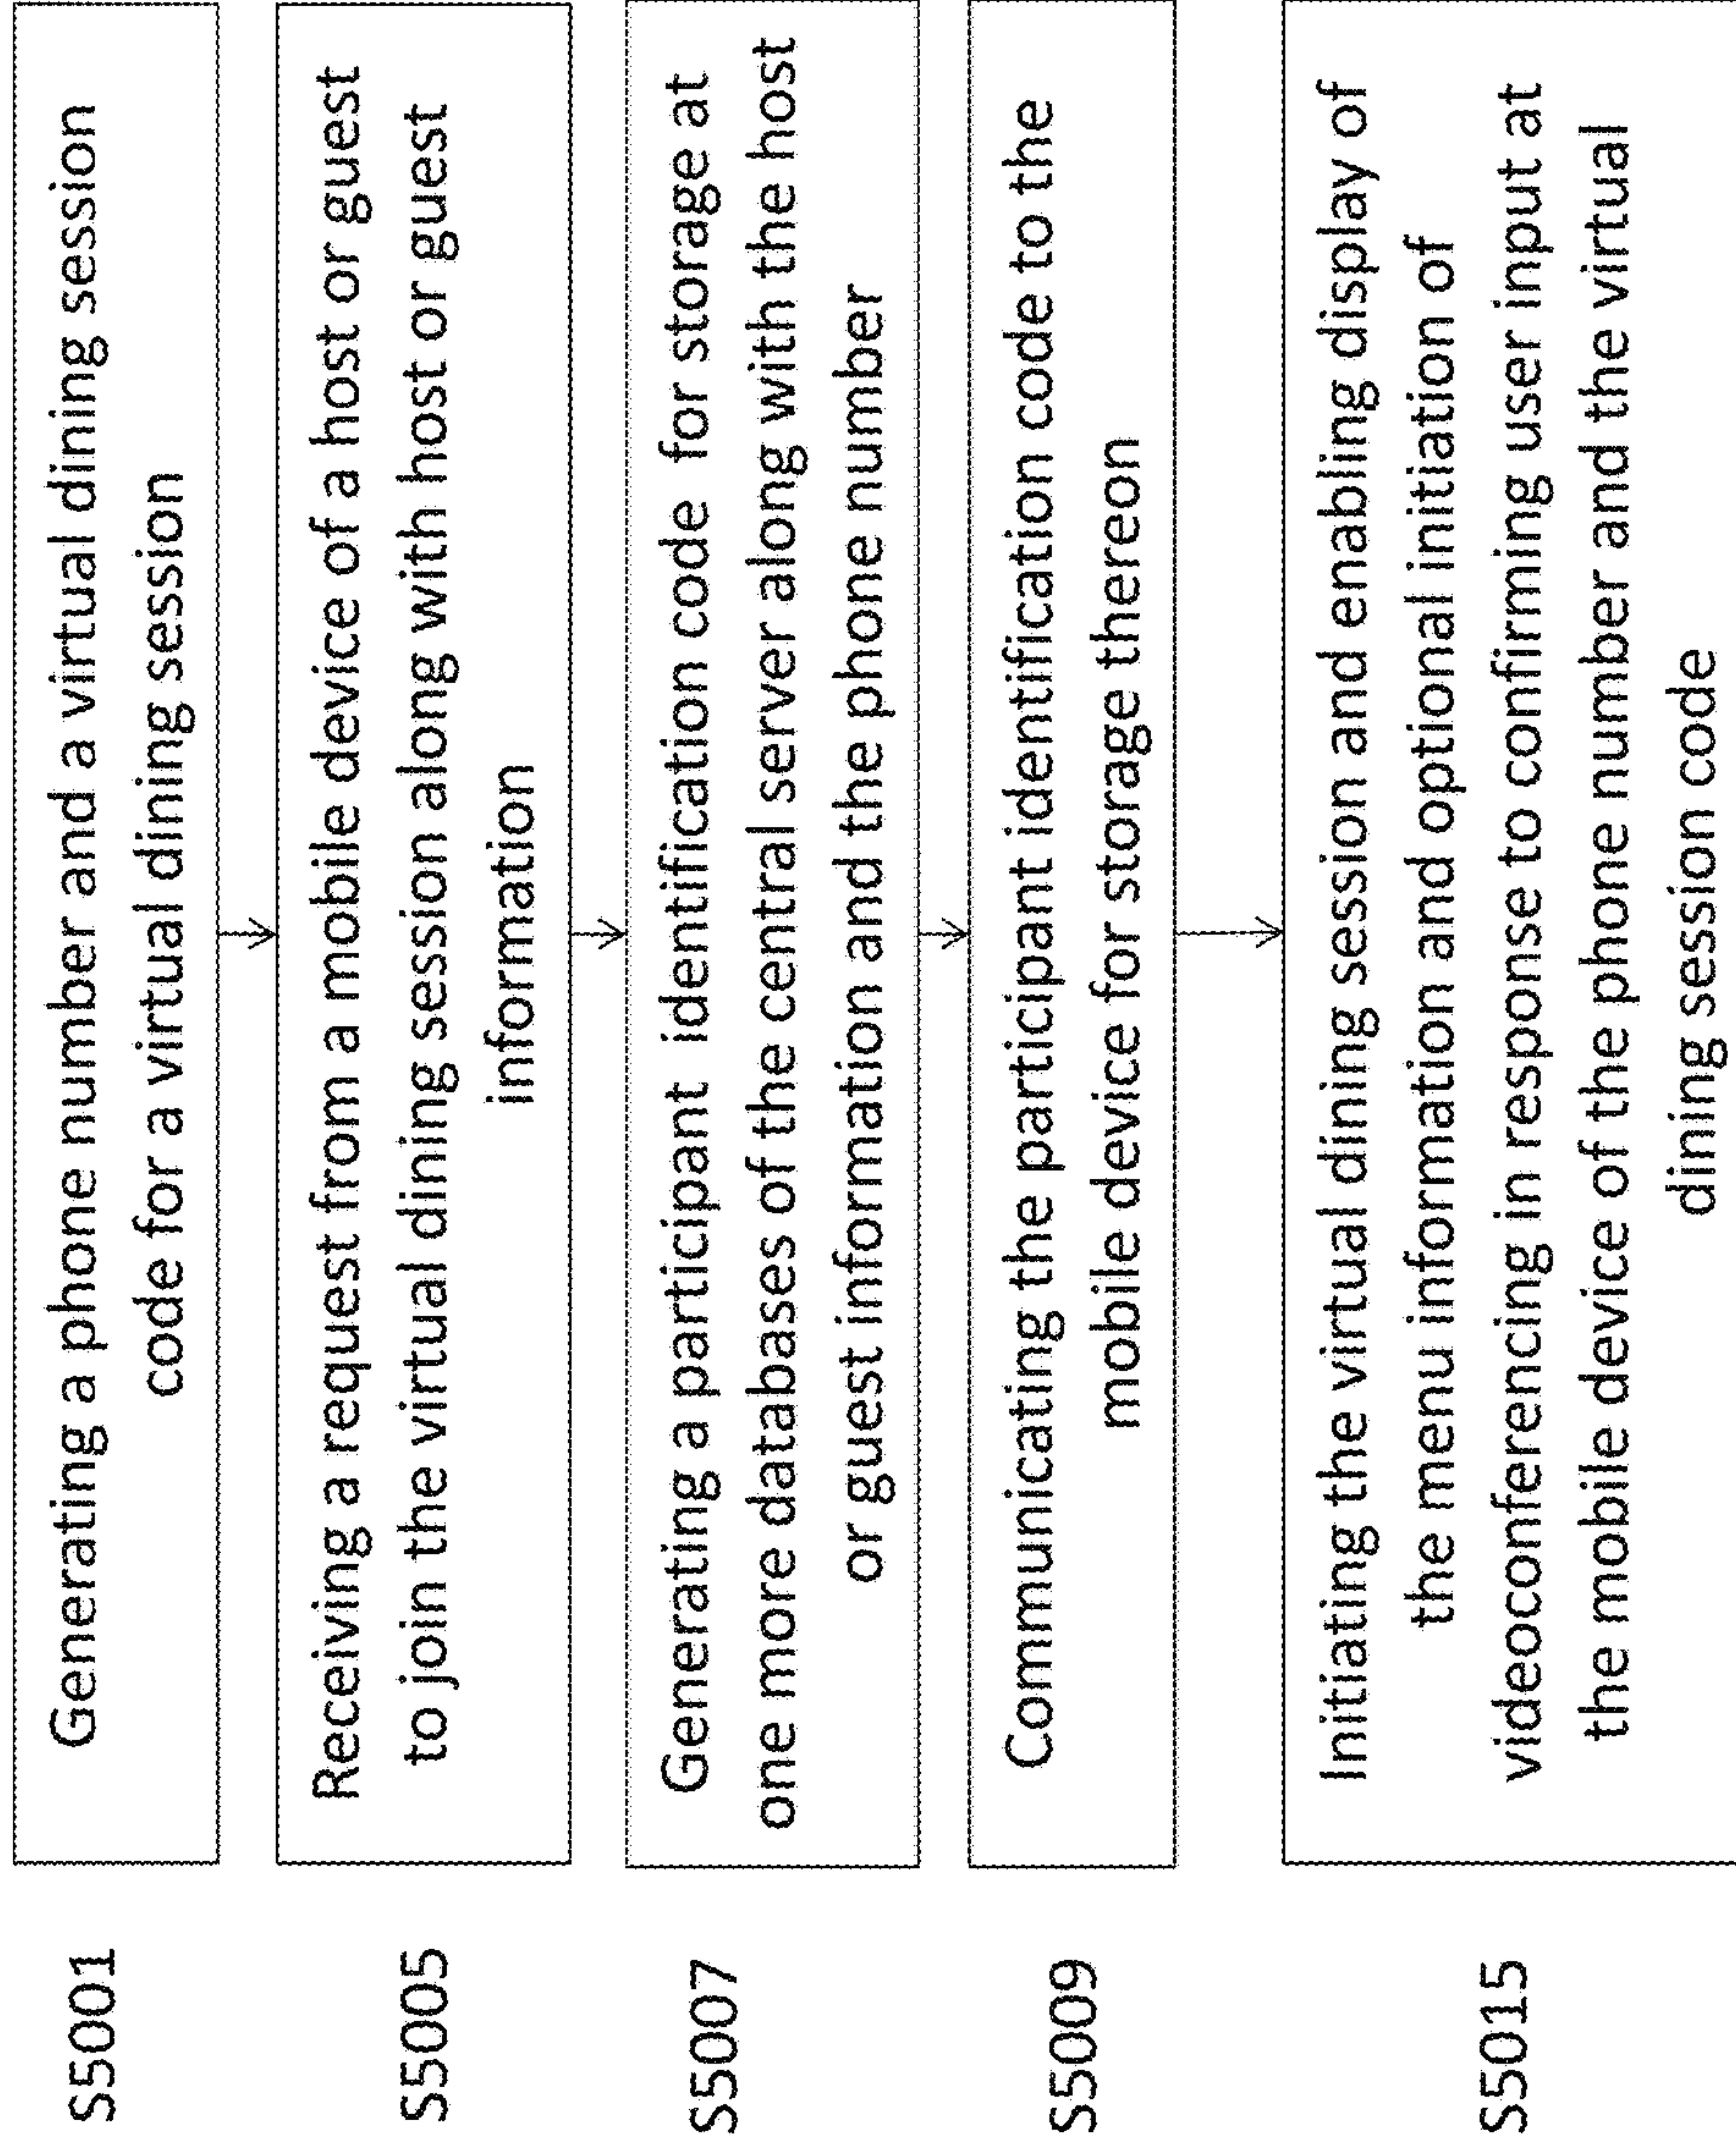 S5001
Generating a phone number and a virtual dining session
code for a virtual dining session
S5005
Receiving a request from a mobile device of a host or guest
to join the virtual dining session along with host or guest
information
S5007
Generating a participant identification code for storage at
one more databases of the central server along with the host
or guest information and the phone number
S5009
Communicating the participant identification code to the
mobile device for storage thereon
S5015
Initiating the virtual dining session and enabling display of
the menu information and optional initiation of
videoconferencing in response to confirming user input at
the mobile device of the phone number and the virtual
dining session code